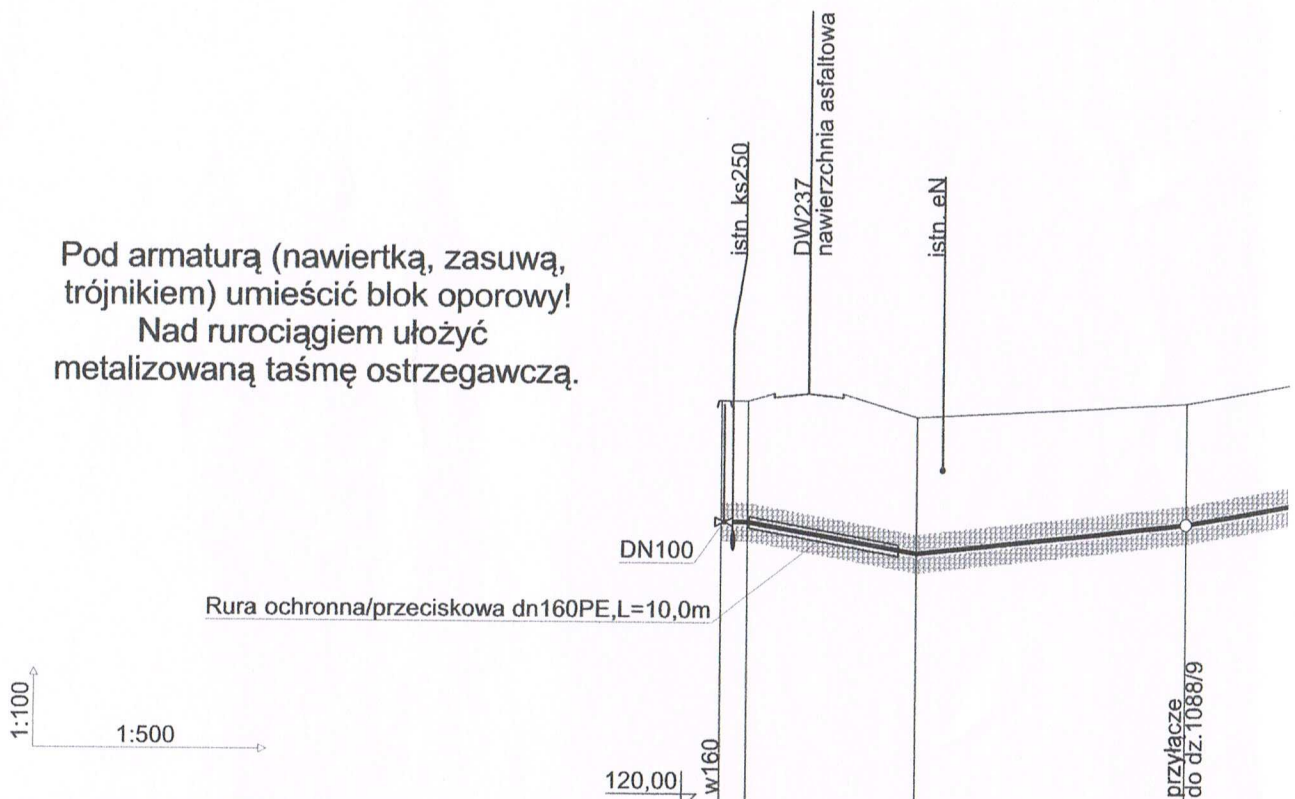 nawierzchnia asfaltowa
DW237
istn. ks250
istn. eN
Pod armaturą (nawiertką, zasuwą,
trójnikiem) umieścić blok oporowy!
Nad rurociągiem ułożyć
metalizowaną taśmę ostrzegawczą.
DN100
Rura ochronna/przeciskowa dn160PE,L=10,0m
1:100
1:500
w160
120,00
przyłącze
do dz.1088/9